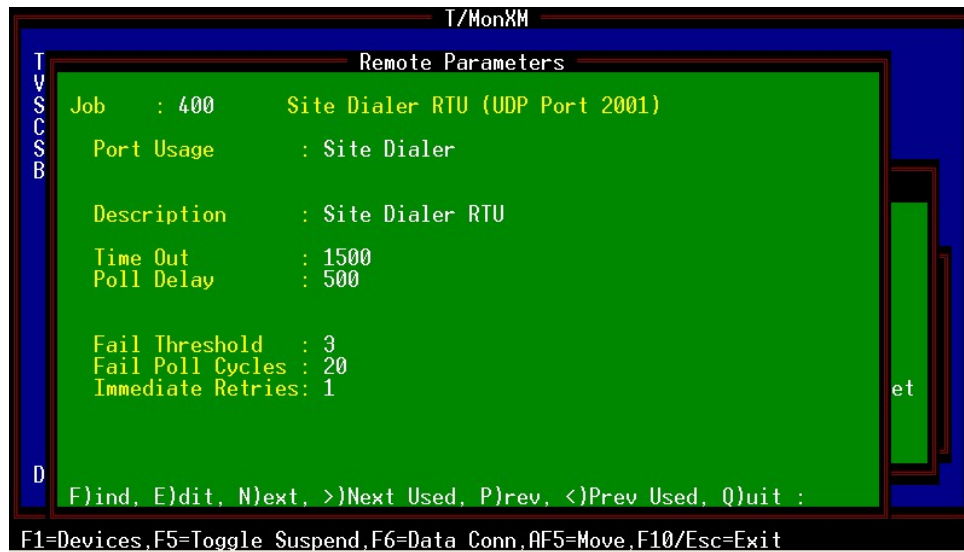 T/MonXM
Remote Parameters
T
V
S
C
S
B
Job : 400 Site Dialer RTU (UDP Port 2001)
Port Usage : Site Dialer
Description : Site Dialer RTU
Time Out : 1500
Poll Delay : 500
Fail Threshold : 3
Fail Poll Cycles : 20
Immediate Retries: 1
et
D
F)ind, E)dit, N)ext, >)Next Used, P)rev, <)Prev Used, Q)uit :
F1=Devices,F5=Toggle Suspend,F6=Data Conn,AF5=Move,F10/Esc=Exit